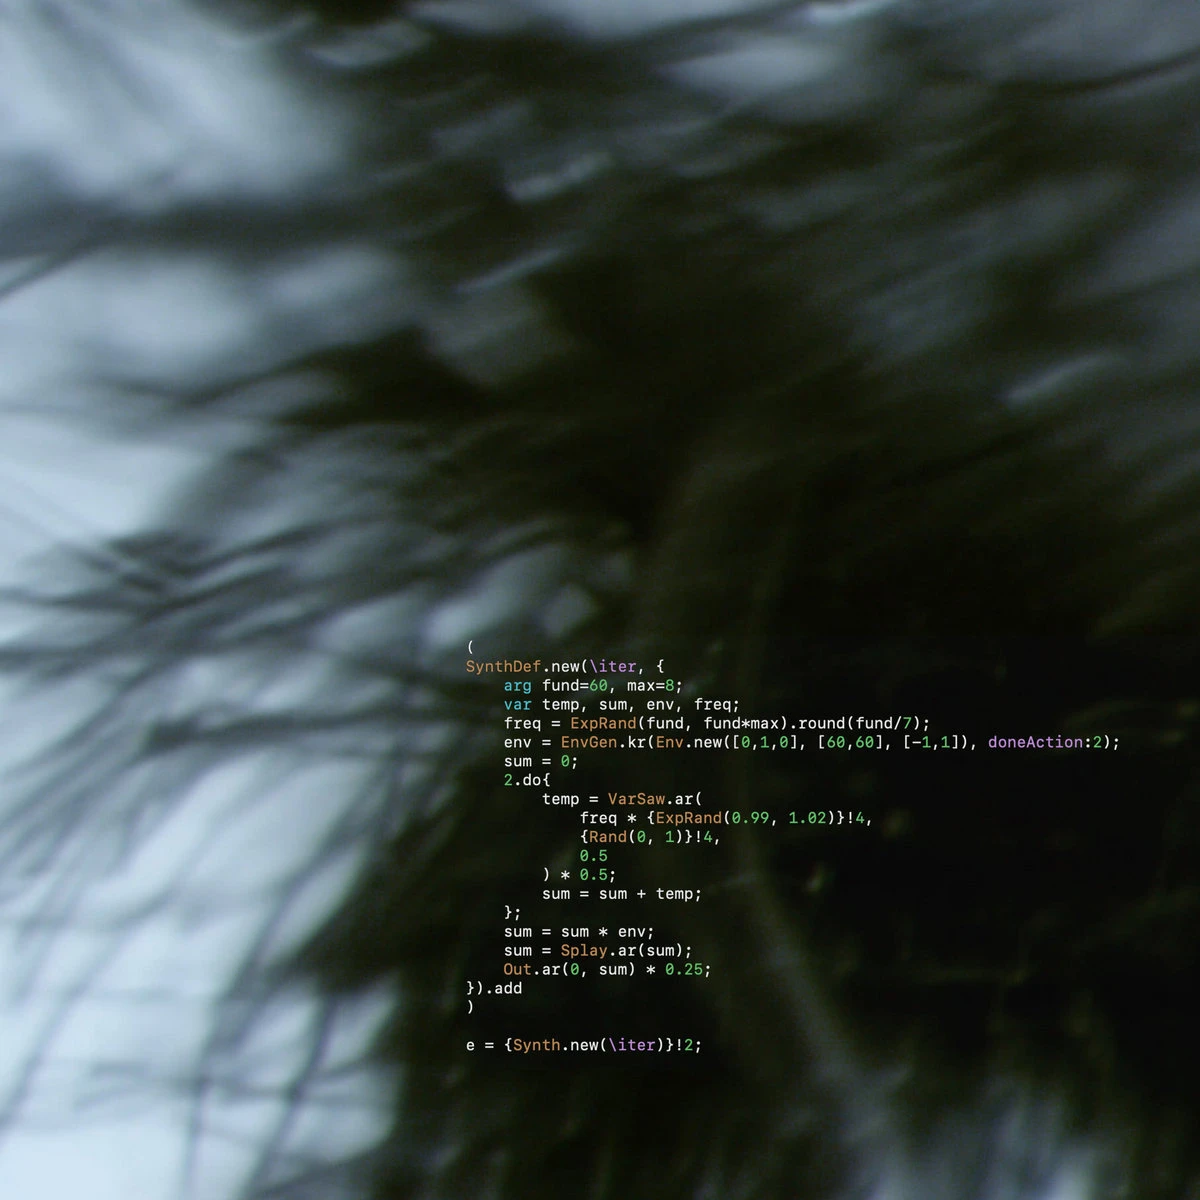 (
SynthDef.new(\iter, {
    arg fund=60, max=8;
    var temp, sum, env, freq;
    freq = ExpRand(fund, fund*max).round(fund/7);
    env = EnvGen.kr(Env.new([0,1,0], [60,60], [-1,1]), doneAction:2);
    sum = 0;
    2.do{
        temp = VarSaw.ar(
            freq * {ExpRand(0.99, 1.02)}!4,
            {Rand(0, 1)}!4,
            0.5
        ) * 0.5;
        sum = sum + temp;
    };
    sum = sum * env;
    sum = Splay.ar(sum);
    Out.ar(0, sum) * 0.25;
}).add
)

e = {Synth.new(\iter)}!2;